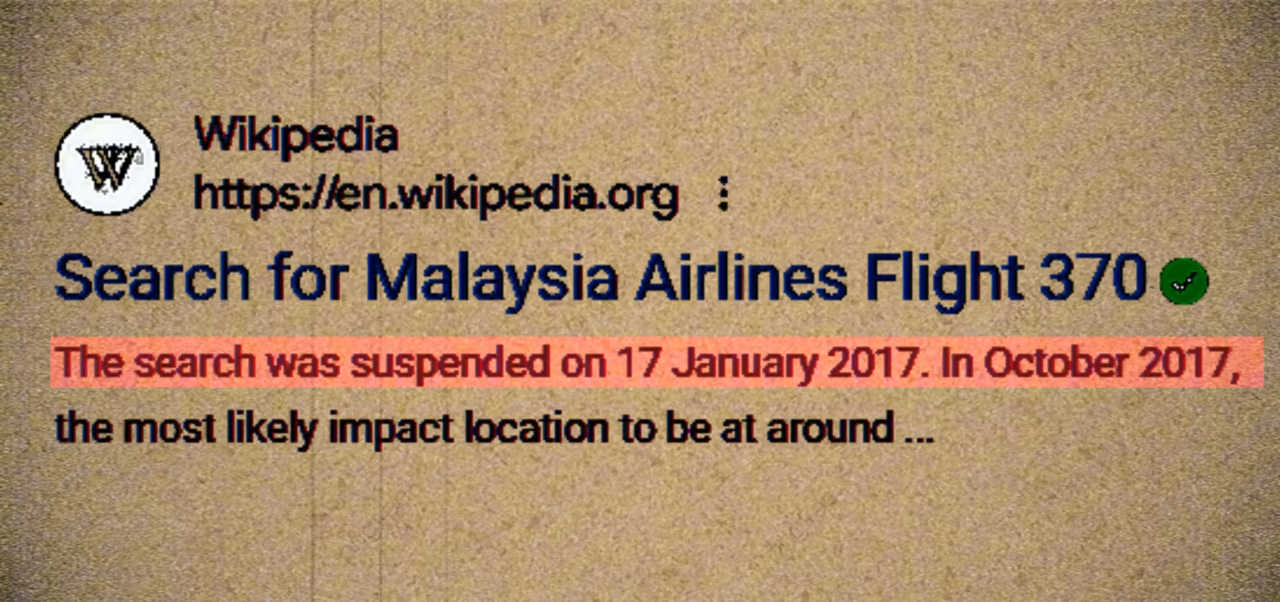 Wikipedia
https://en.wikipedia.org
Search for Malaysia Airlines Flight 370
The search was suspended on 17 January 2017. In October 2017,
the most likely impact location to be at around ...